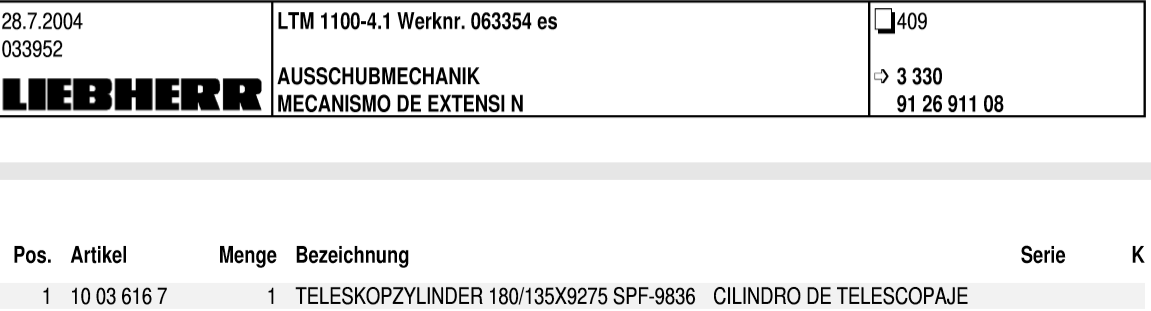 28.7.2004
033952
LIEBHERR
LTM 1100-4.1 Werknr. 063354 es
AUSSCHUBMECHANIK
MECANISMO DE EXTENSI N
409
3 330
91 26 911 08
Pos. Artikel Menge Bezeichnung Serie K
1 10 03 616 7 1 TELESKOPZYLINDER 180/135X9275 SPF-9836 CILINDRO DE TELESCOPAJE